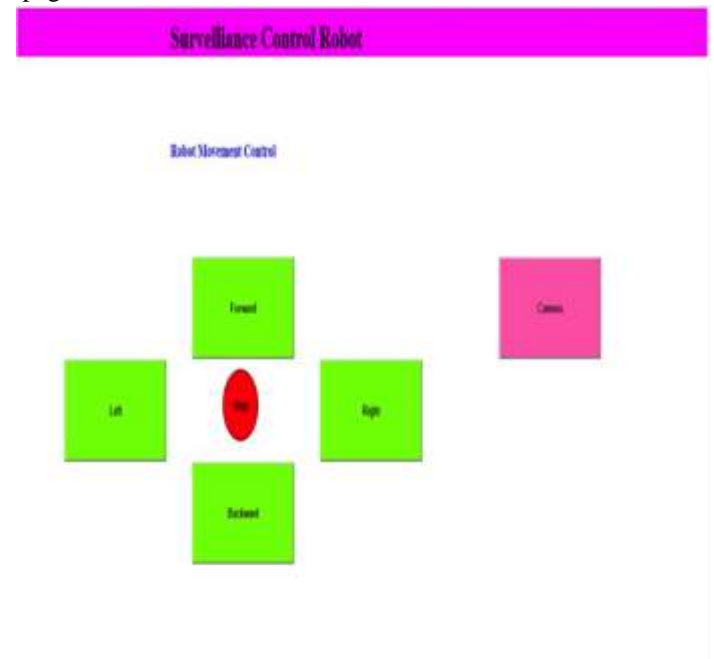 Survelliance Control Robot
Robot Movement Control
Forward
Camera
Left
Stop
Right
Backward